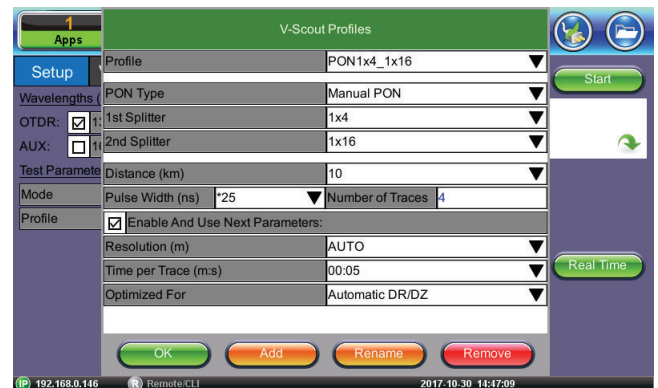 1
Apps
V-Scout Profiles
Setup
Profile
PON1x4_1x16
Start
Wavelengths (
PON Type
Manual PON
OTDR:
1st Splitter
1x4
AUX:
2nd Splitter
1x16
Test Paramete
Distance (km)
10
Mode
Pulse Width (ns)
*25
Number of Traces
4
Profile
Enable And Use Next Parameters:
Resolution (m)
AUTO
Time per Trace (m:s)
00:05
Real Time
Optimized For
Automatic DR/DZ
OK
Add
Rename
Remove
IP 192.168.0.146
R Remote/CLI
2017-10-30 14:47:09